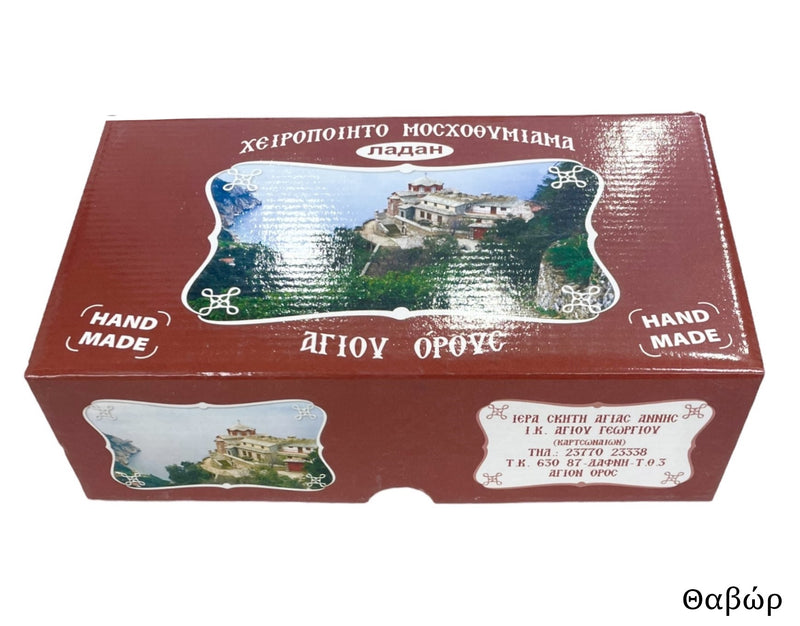 ΧΕΙΡΟΠΟΙΗΤΟ ΜΟΣΧΟΘΥΜΙΑΜΑ
ладан
ΑΓΙΟΥ ΟΡΟΥΣ
HAND
MADE
HAND
MADE
ΙΕΡΑ ΣΚΗΤΗ ΑΓΙΑΣ ΑΝΝΗΣ
Ι.Κ. ΑΓΙΟΥ ΓΕΩΡΓΙΟΥ
(ΚΑΡΤΣΩΝΑΙΩΝ)
ΤΗΛ.: 23770 23338
Τ.Κ. 630 87-ΔΑΦΝΗ-Τ.Θ.3
ΑΓΙΟΝ ΟΡΟΣ
Θαβώρ